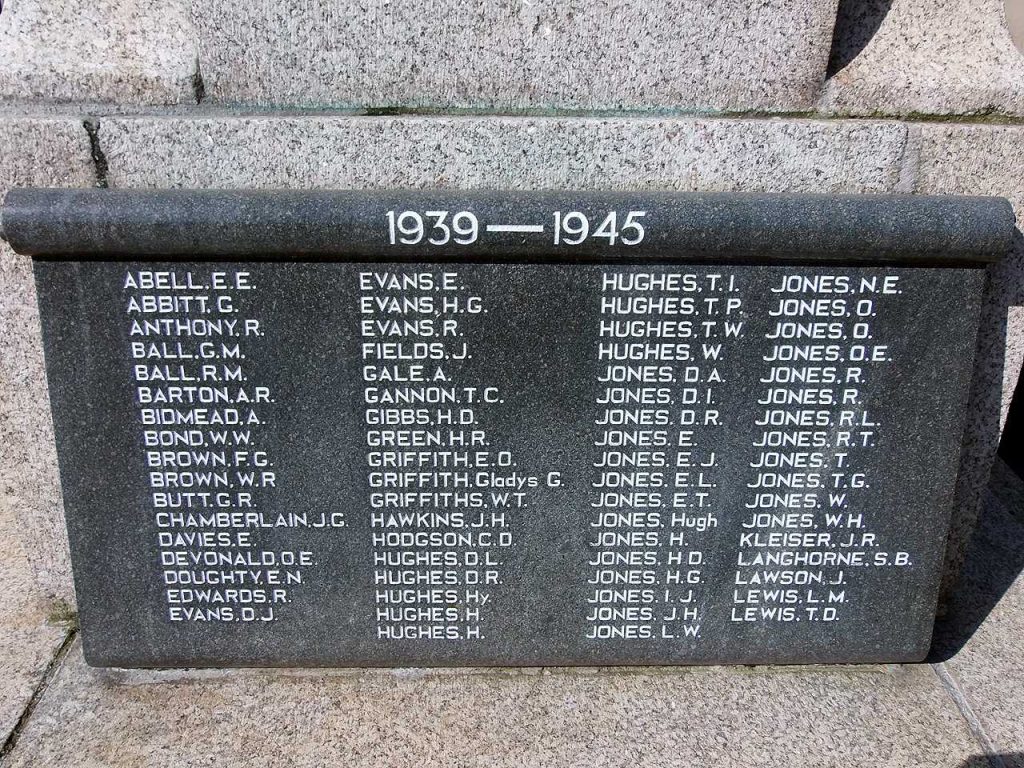 1939 — 1945
ABELL, E. E.
ABBITT, G.
ANTHONY, R.
BALL, G. M.
BALL, R. M.
BARTON, A. R.
BIDMEAD, A.
BOND, W. W.
BROWN, F. G.
BROWN, W. R
BUTT, G. R.
CHAMBERLAIN, J. G.
DAVIES, E.
DEVONALD, O. E.
DOUGHTY, E. N.
EDWARDS, R.
EVANS, D. J.
EVANS, E.
EVANS, H. G.
EVANS, R.
FIELDS, J.
GALE, A.
GANNON, T. C.
GIBBS, H. D.
GREEN, H. R.
GRIFFITH, E. O.
GRIFFITH, Gladys G.
GRIFFITHS, W. T.
HAWKINS, J. H.
HODGSON, C. D.
HUGHES, D. L.
HUGHES, D. R.
HUGHES, Hy.
HUGHES, H.
HUGHES, H.
HUGHES, T. I.
HUGHES, T. P.
HUGHES, T. W.
HUGHES, W.
JONES, D. A.
JONES, D. I.
JONES, D. R.
JONES, E.
JONES, E. J.
JONES, E. L.
JONES, E. T.
JONES, Hugh
JONES, H.
JONES, H. D.
JONES, H. G.
JONES, I. J.
JONES, J. H.
JONES, L. W.
JONES, N. E.
JONES, O.
JONES, O.
JONES, O. E.
JONES, R.
JONES, R.
JONES, R. L.
JONES, R. T.
JONES, T.
JONES, T. G.
JONES, W.
JONES, W. H.
KLEISER, J. R.
LANGHORNE, S. B.
LAWSON, J.
LEWIS, L. M.
LEWIS, T. D.